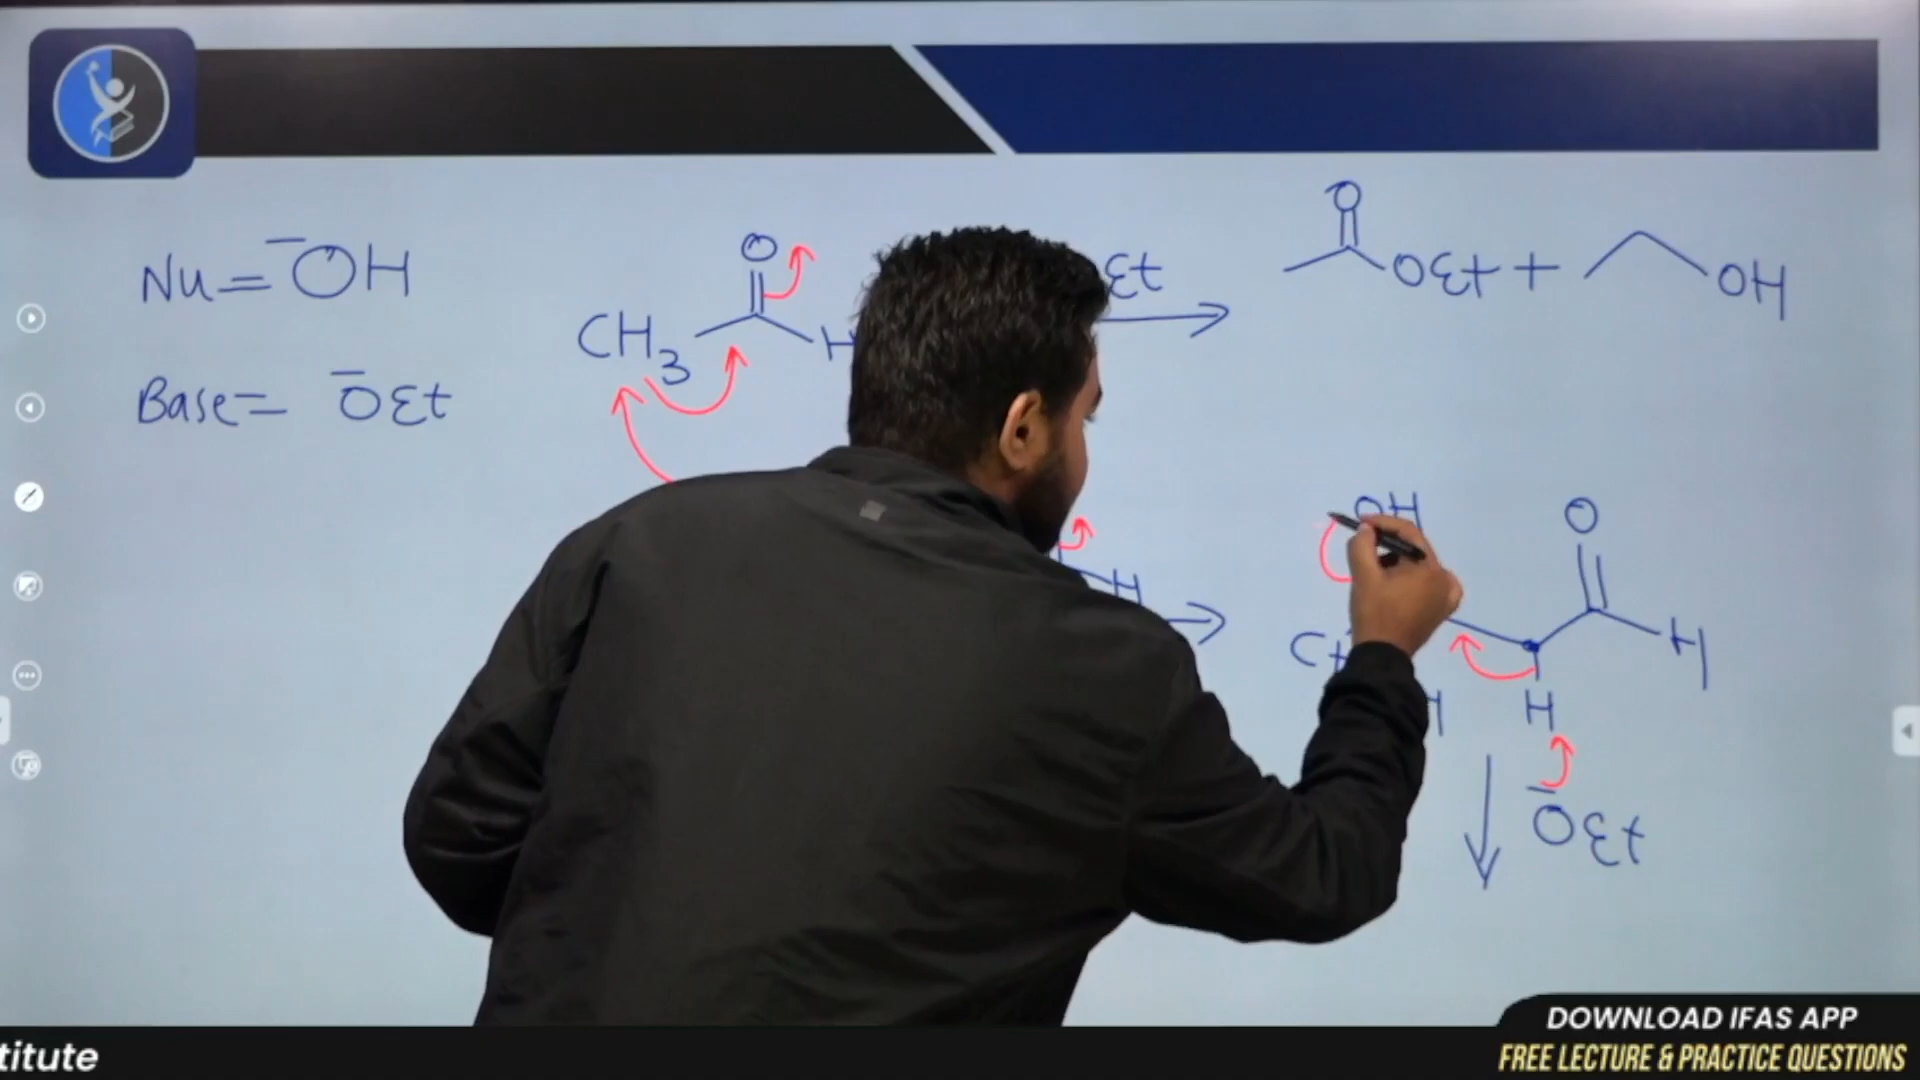 Nu = ⁻OH
Base = ⁻OEt
O
CH3 H
Et
O
OEt + OH
H
OH O
H
H
⁻OEt
titute
DOWNLOAD IFAS APP
FREE LECTURE & PRACTICE QUESTIONS